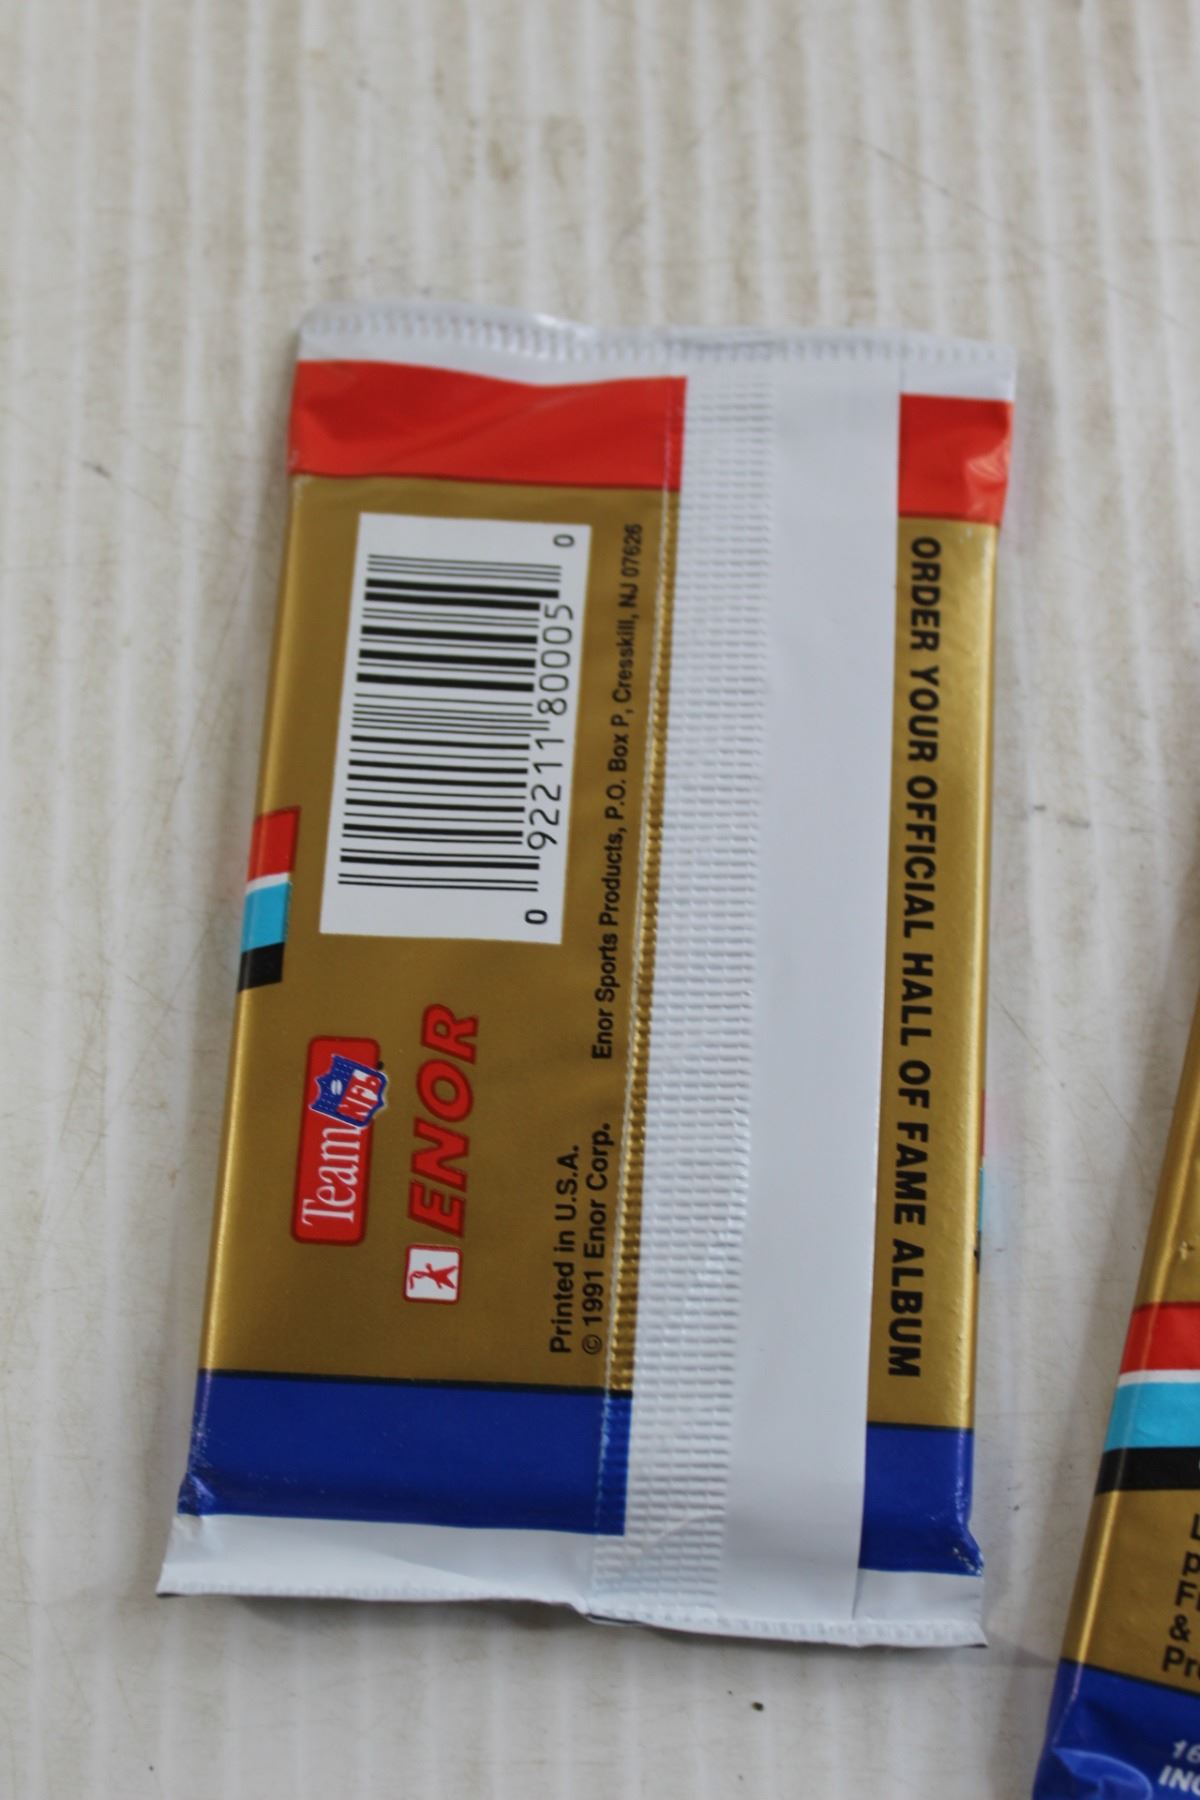 ORDER YOUR OFFICIAL HALL OF FAME ALBUM
0 92211 80005 0
Team NFL
ENOR
Printed in U.S.A.
© 1991 Enor Corp. Enor Sports Products, P.O. Box P, Cresskill, NJ 07626
&